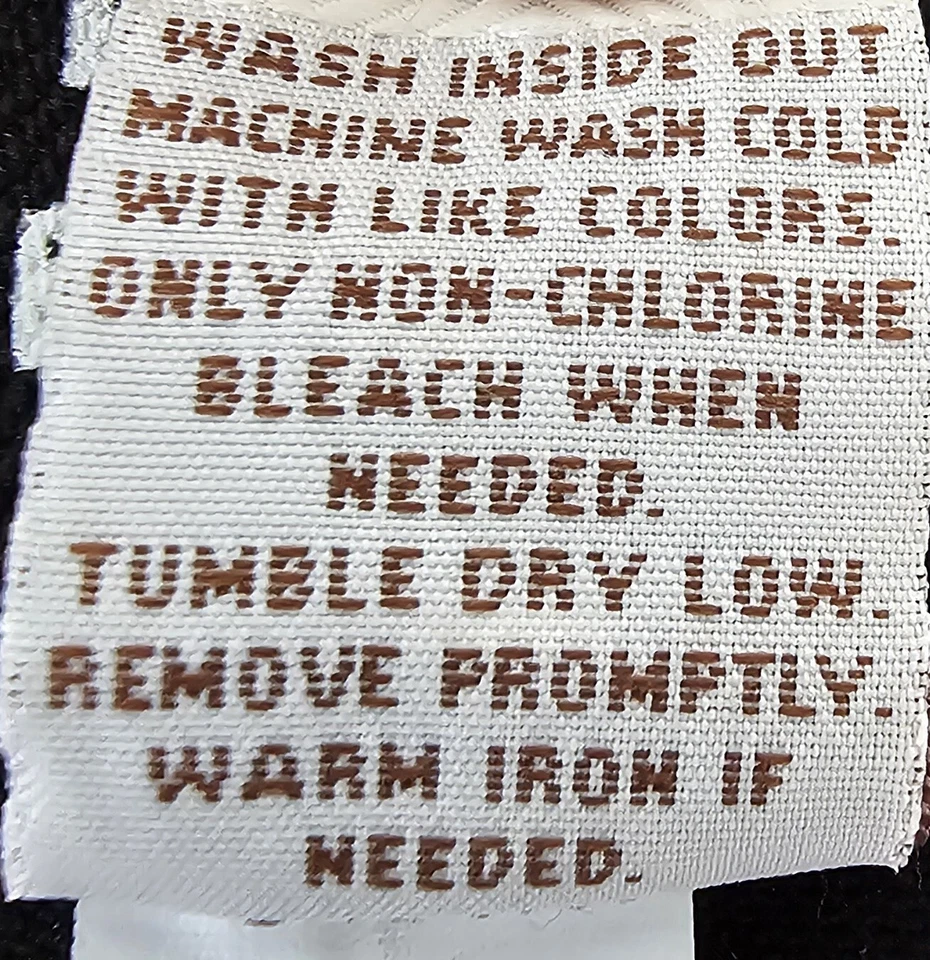 WASH INSIDE OUT
MACHINE WASH COLD
WITH LIKE COLORS.
ONLY NON-CHLORINE
BLEACH WHEN
NEEDED.
TUMBLE DRY LOW.
REMOVE PROMPTLY.
WARM IRON IF
NEEDED.